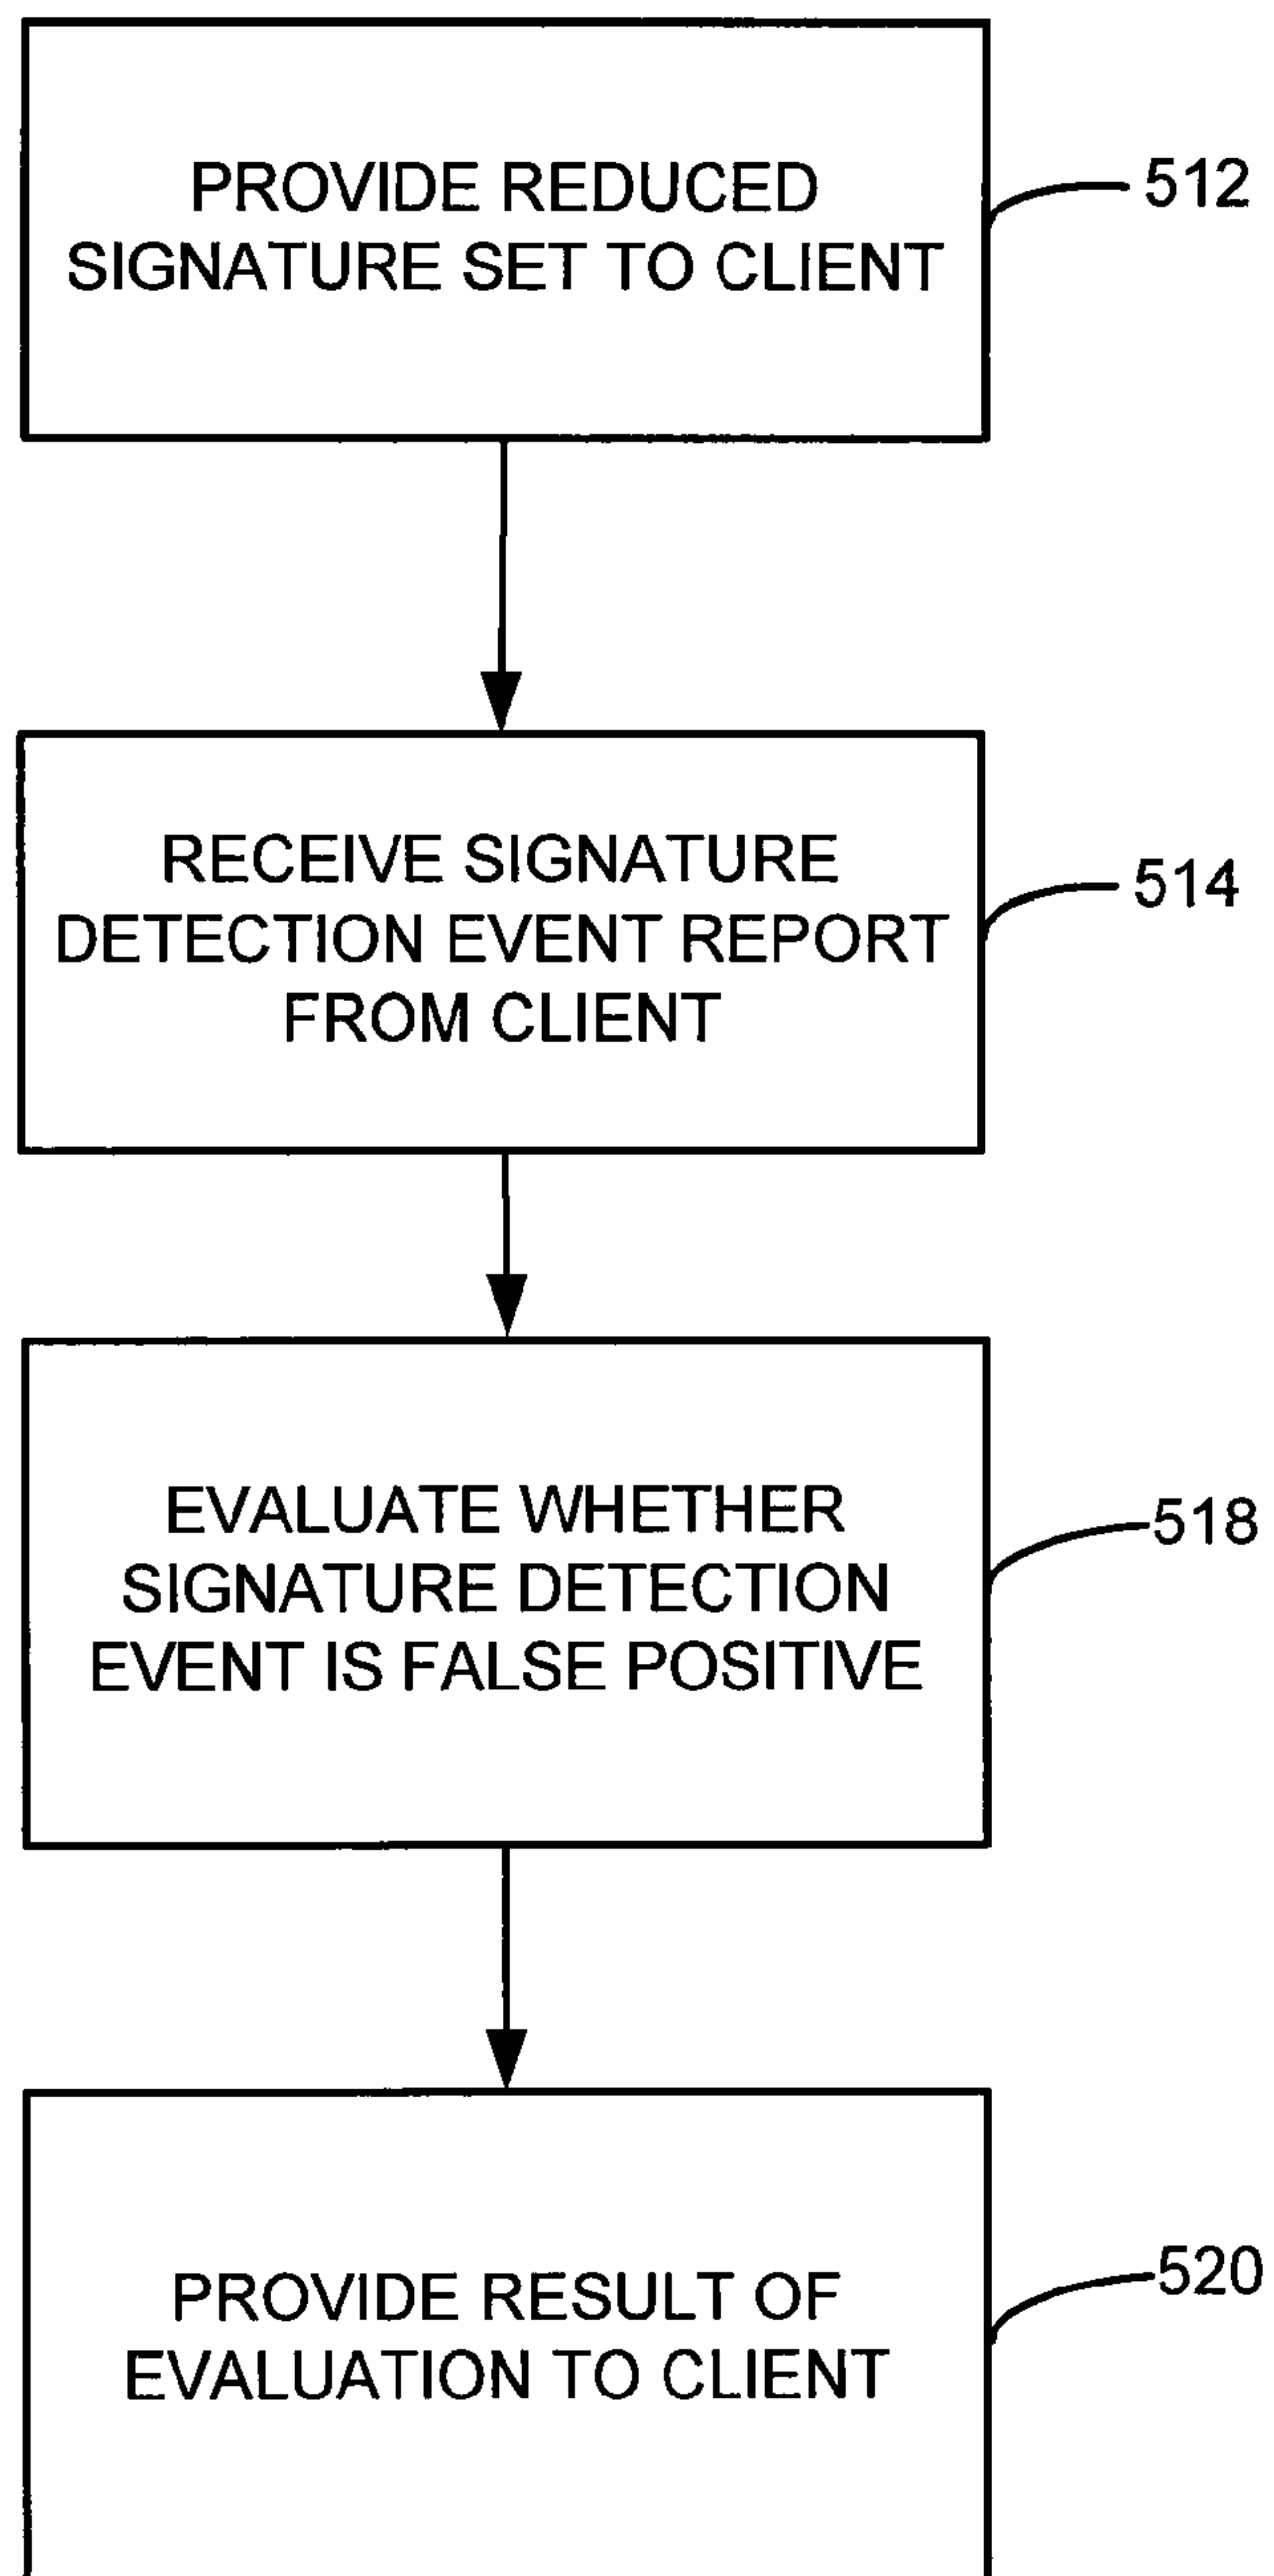 PROVIDE REDUCED
SIGNATURE SET TO CLIENT
512
RECEIVE SIGNATURE
DETECTION EVENT REPORT
FROM CLIENT
514
EVALUATE WHETHER
SIGNATURE DETECTION
EVENT IS FALSE POSITIVE
518
PROVIDE RESULT OF
EVALUATION TO CLIENT
520